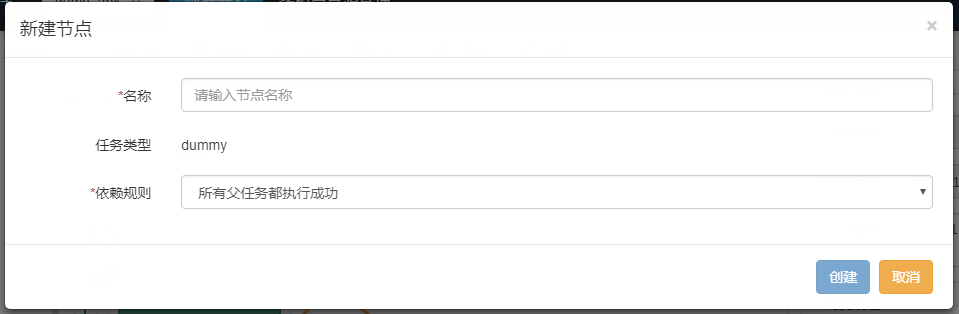 新建节点 ×
*名称 请输入节点名称
任务类型 dummy
*依赖规则 所有父任务都执行成功
创建 取消